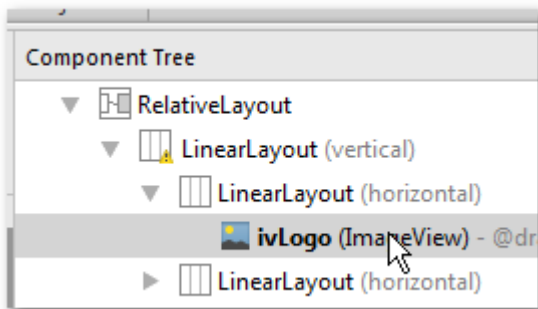 Component Tree
RelativeLayout
LinearLayout (vertical)
LinearLayout (horizontal)
ivLogo (ImageView) - @dr
LinearLayout (horizontal)